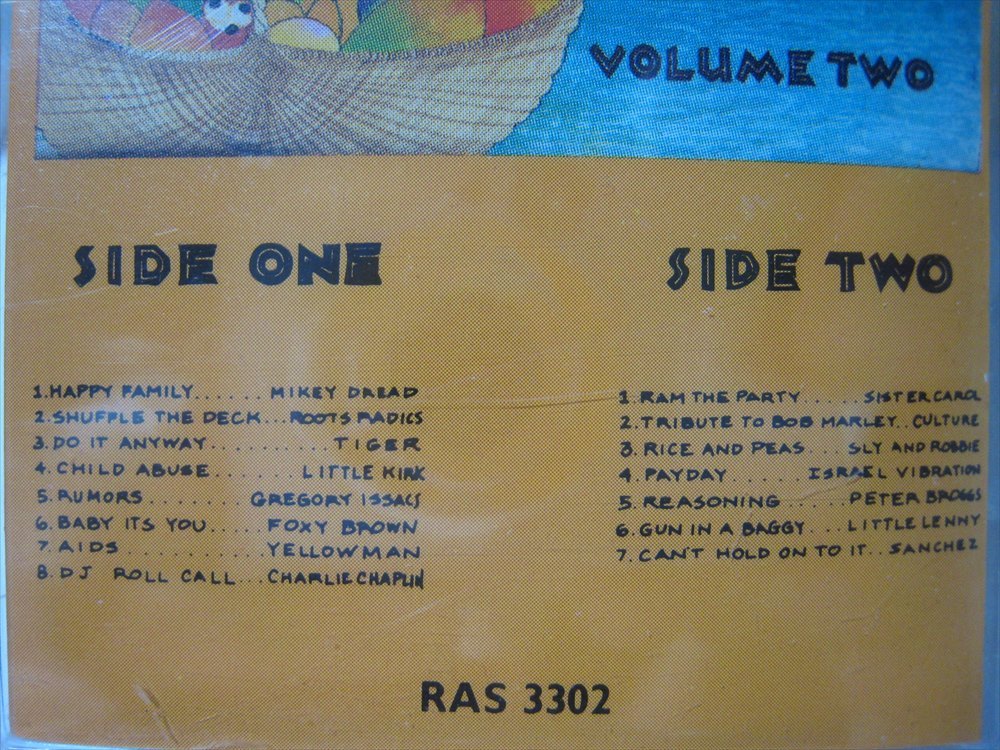 VOLUME TWO
SIDE ONE
1. HAPPY FAMILY...... MIKEY DREAD
2. SHUFFLE THE DECK... ROOTS RADICS
3. DO IT ANYWAY.......... TIGER
4. CHILD ABUSE...... LITTLE KIRK
5. RUMORS....... GREGORY ISSACS
6. BABY ITS YOU..... FOXY BROWN
7. AIDS........... YELLOWMAN
8. DJ ROLL CALL... CHARLIE CHAPLIN
SIDE TWO
1. RAM THE PARTY..... SISTER CAROL
2. TRIBUTE TO BOB MARLEY.. CULTURE
3. RICE AND PEAS... SLY AND ROBBIE
4. PAYDAY..... ISRAEL VIBRATION
5. REASONING..... PETER BROGGS
6. GUN IN A BAGGY... LITTLE LENNY
7. CAN'T HOLD ON TO IT.. SANCHEZ
RAS 3302